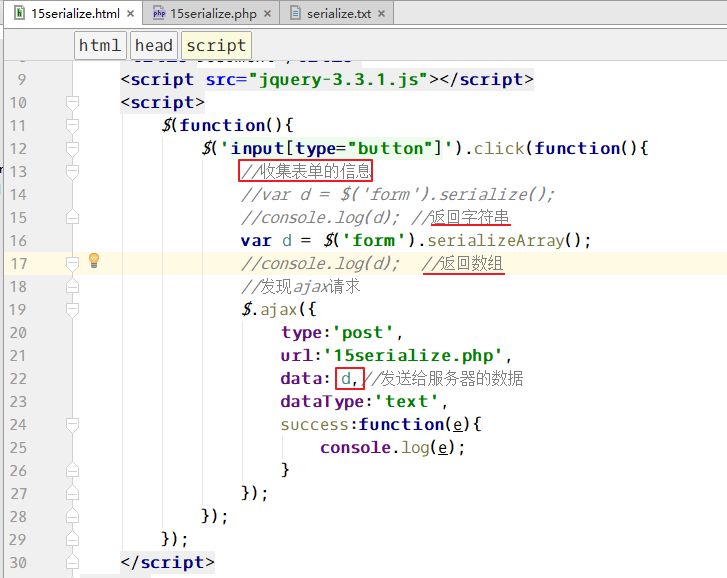 15serialize.html × 15serialize.php × serialize.txt ×
html head script
9 <script src="jquery-3.3.1.js"></script>
10 <script>
11 $(function(){
12 $('input[type="button"]').click(function(){
13 //收集表单的信息
14 //var d = $('form').serialize();
15 //console.log(d); //返回字符串
16 var d = $('form').serializeArray();
17 //console.log(d); //返回数组
18 //发现ajax请求
19 $.ajax({
20 type:'post',
21 url:'15serialize.php',
22 data: d,//发送给服务器的数据
23 dataType:'text',
24 success:function(e){
25 console.log(e);
26 }
27 });
28 });
29 });
30 </script>